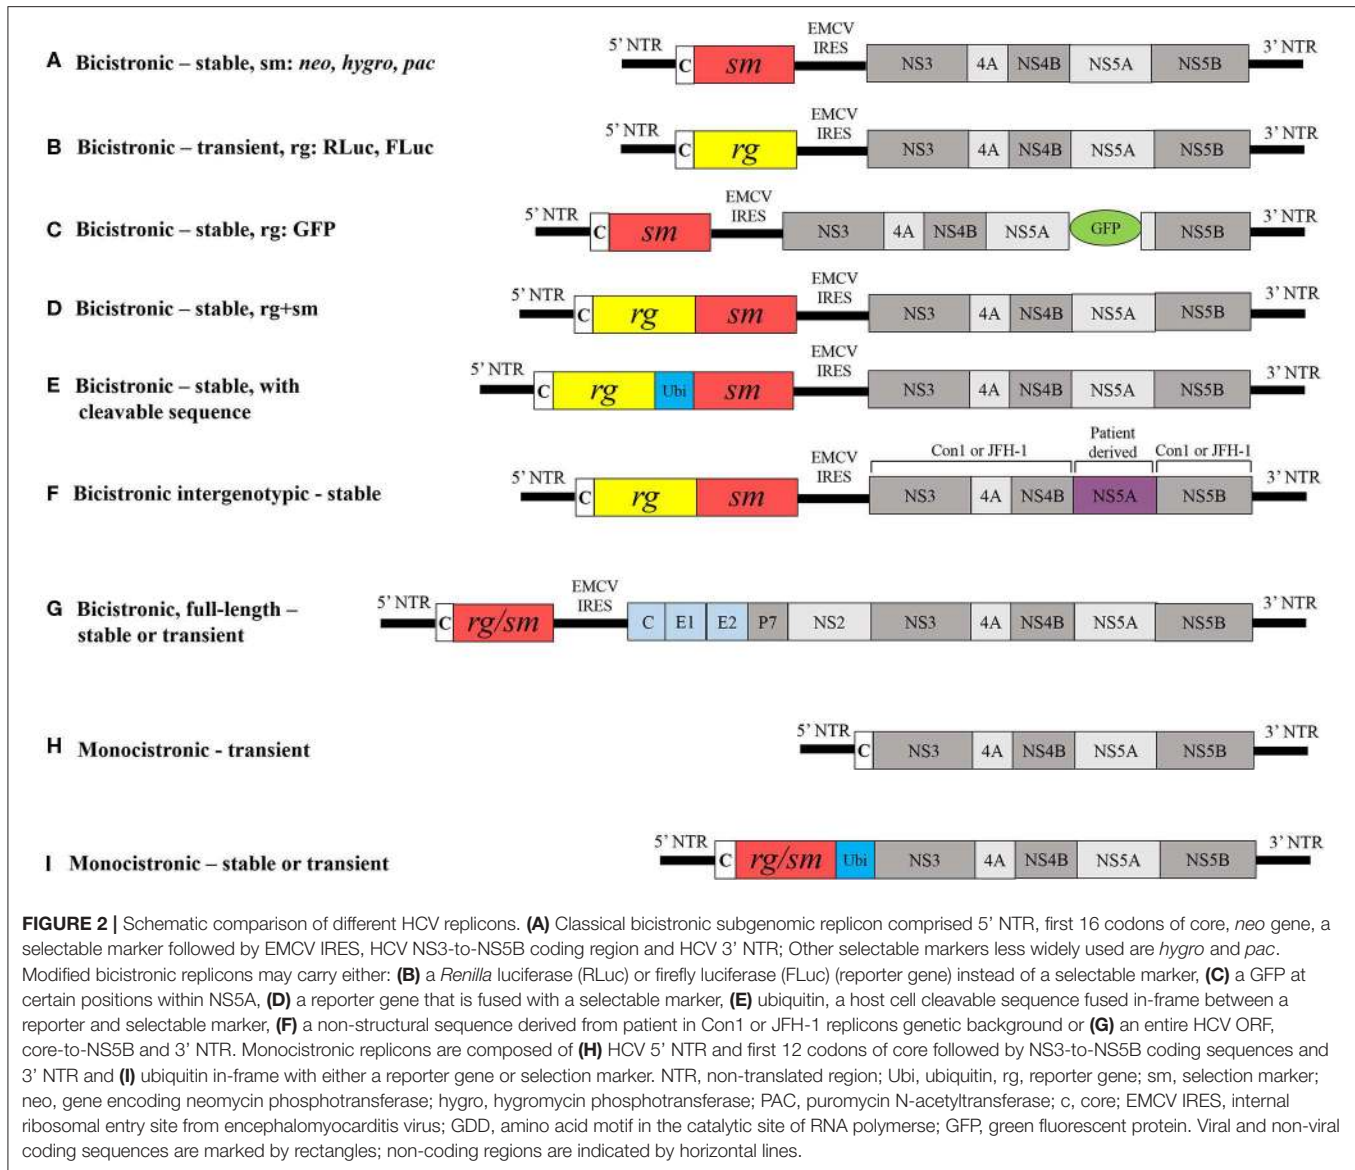 5' NTR
EMCV
IRES
3' NTR
A Bicistronic – stable, sm: neo, hygro, pac
C sm NS3 4A NS4B NS5A NS5B
5' NTR
EMCV
IRES
3' NTR
B Bicistronic – transient, rg: RLuc, FLuc
C rg NS3 4A NS4B NS5A NS5B
5' NTR
EMCV
IRES
3' NTR
C Bicistronic – stable, rg: GFP
C sm NS3 4A NS4B NS5A GFP NS5B
5' NTR
EMCV
IRES
3' NTR
D Bicistronic – stable, rg+sm
C rg sm NS3 4A NS4B NS5A NS5B
5' NTR
EMCV
IRES
3' NTR
E Bicistronic – stable, with
cleavable sequence
C rg Ubi sm NS3 4A NS4B NS5A NS5B
Con1 or JFH-1
Patient
derived
Con1 or JFH-1
5' NTR
EMCV
IRES
3' NTR
F Bicistronic intergenotypic - stable
C rg sm NS3 4A NS4B NS5A NS5B
5' NTR
EMCV
IRES
3' NTR
G Bicistronic, full-length –
stable or transient
C rg/sm C E1 E2 P7 NS2 NS3 4A NS4B NS5A NS5B
5' NTR
3' NTR
H Monocistronic - transient
C NS3 4A NS4B NS5A NS5B
5' NTR
3' NTR
I Monocistronic – stable or transient
C rg/sm Ubi NS3 4A NS4B NS5A NS5B
FIGURE 2 | Schematic comparison of different HCV replicons. (A) Classical bicistronic subgenomic replicon comprised 5' NTR, first 16 codons of core, neo gene, a
selectable marker followed by EMCV IRES, HCV NS3-to-NS5B coding region and HCV 3' NTR; Other selectable markers less widely used are hygro and pac.
Modified bicistronic replicons may carry either: (B) a Renilla luciferase (RLuc) or firefly luciferase (FLuc) (reporter gene) instead of a selectable marker, (C) a GFP at
certain positions within NS5A, (D) a reporter gene that is fused with a selectable marker, (E) ubiquitin, a host cell cleavable sequence fused in-frame between a
reporter and selectable marker, (F) a non-structural sequence derived from patient in Con1 or JFH-1 replicons genetic background or (G) an entire HCV ORF,
core-to-NS5B and 3' NTR. Monocistronic replicons are composed of (H) HCV 5' NTR and first 12 codons of core followed by NS3-to-NS5B coding sequences and
3' NTR and (I) ubiquitin in-frame with either a reporter gene or selection marker. NTR, non-translated region; Ubi, ubiquitin, rg, reporter gene; sm, selection marker;
neo, gene encoding neomycin phosphotransferase; hygro, hygromycin phosphotransferase; PAC, puromycin N-acetyltransferase; c, core; EMCV IRES, internal
ribosomal entry site from encephalomyocarditis virus; GDD, amino acid motif in the catalytic site of RNA polymerse; GFP, green fluorescent protein. Viral and non-viral
coding sequences are marked by rectangles; non-coding regions are indicated by horizontal lines.